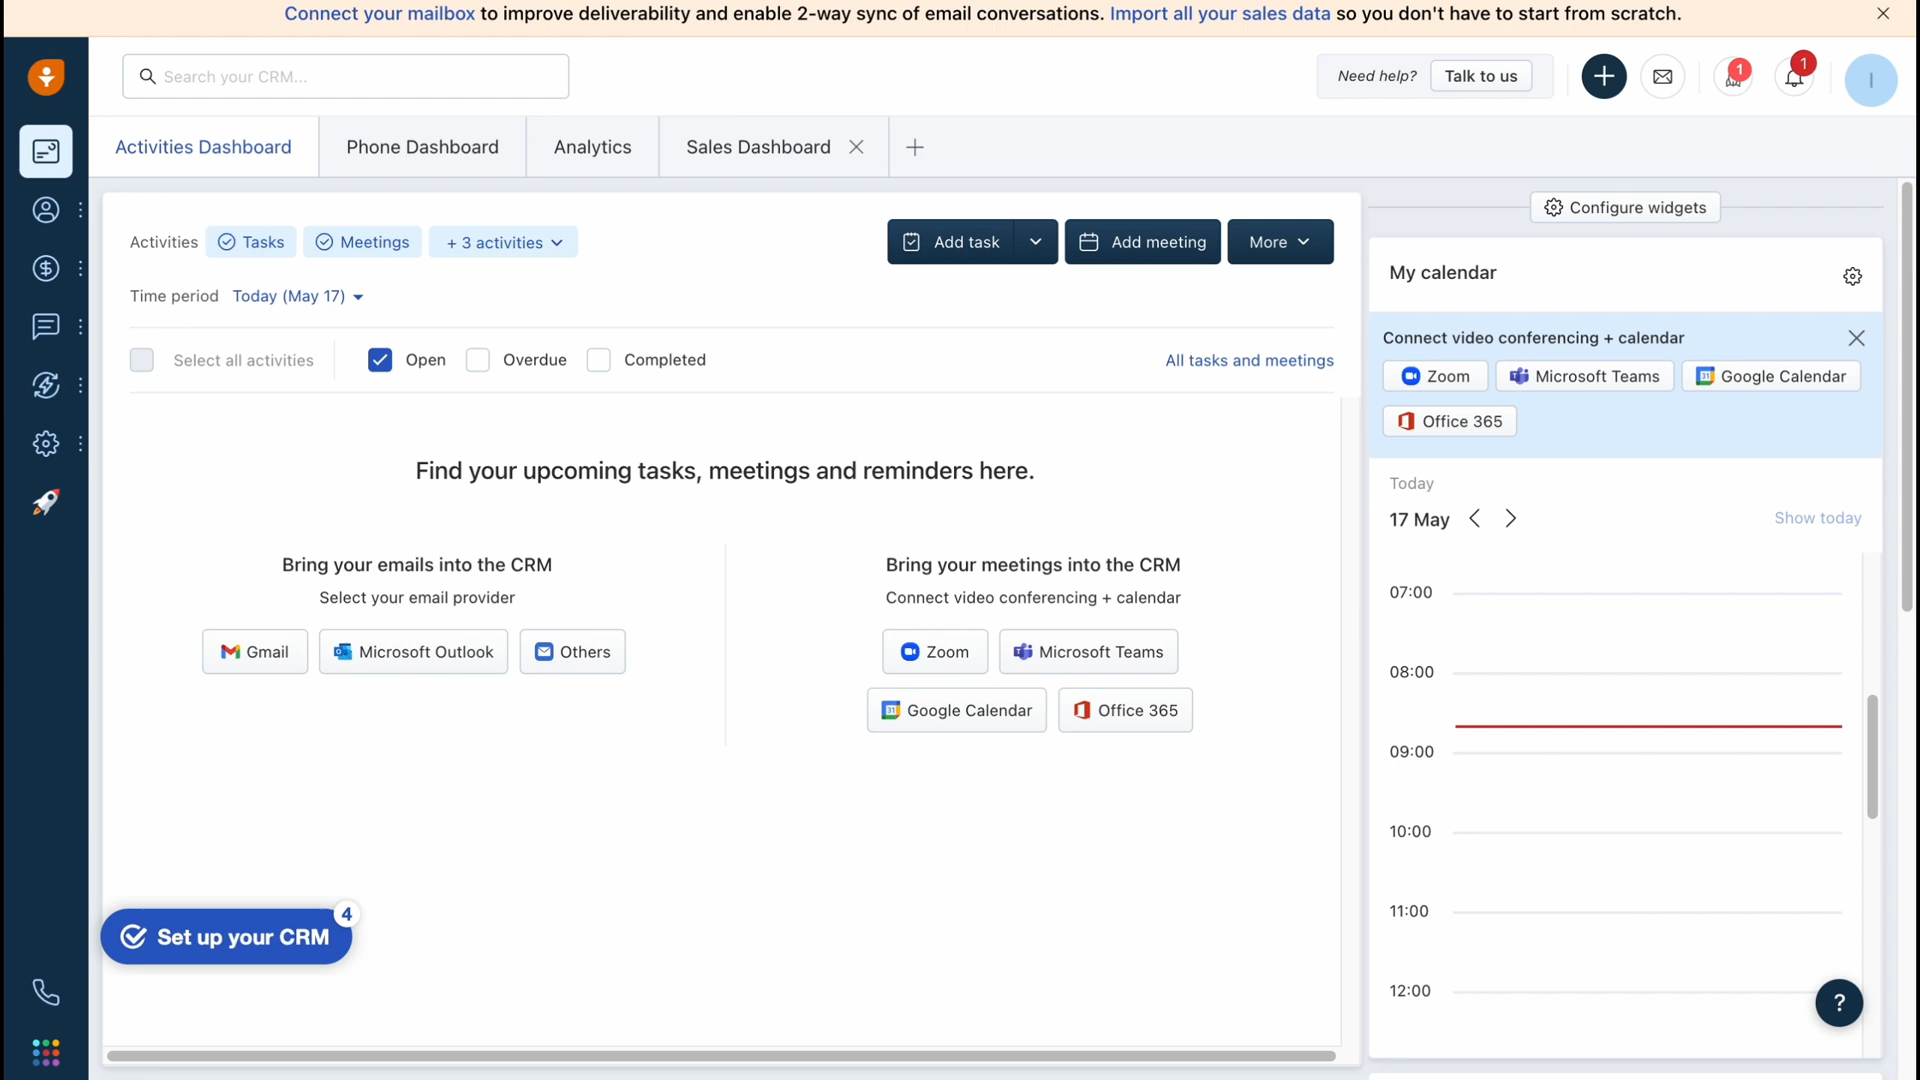 Connect your mailbox to improve deliverability and enable 2-way sync of email conversations. Import all your sales data so you don't have to start from scratch.
Search your CRM...
Need help? Talk to us
1
1
I
Activities Dashboard
Phone Dashboard
Analytics
Sales Dashboard
Activities Tasks Meetings + 3 activities
Add task
Add meeting
More
Time period Today (May 17)
Select all activities Open Overdue Completed
All tasks and meetings
Find your upcoming tasks, meetings and reminders here.
Bring your emails into the CRM
Select your email provider
Gmail Microsoft Outlook Others
Bring your meetings into the CRM
Connect video conferencing + calendar
Zoom Microsoft Teams
Google Calendar Office 365
Set up your CRM
4
Configure widgets
My calendar
Connect video conferencing + calendar
Zoom Microsoft Teams Google Calendar
Office 365
Today
17 May
Show today
07:00
08:00
09:00
10:00
11:00
12:00
?